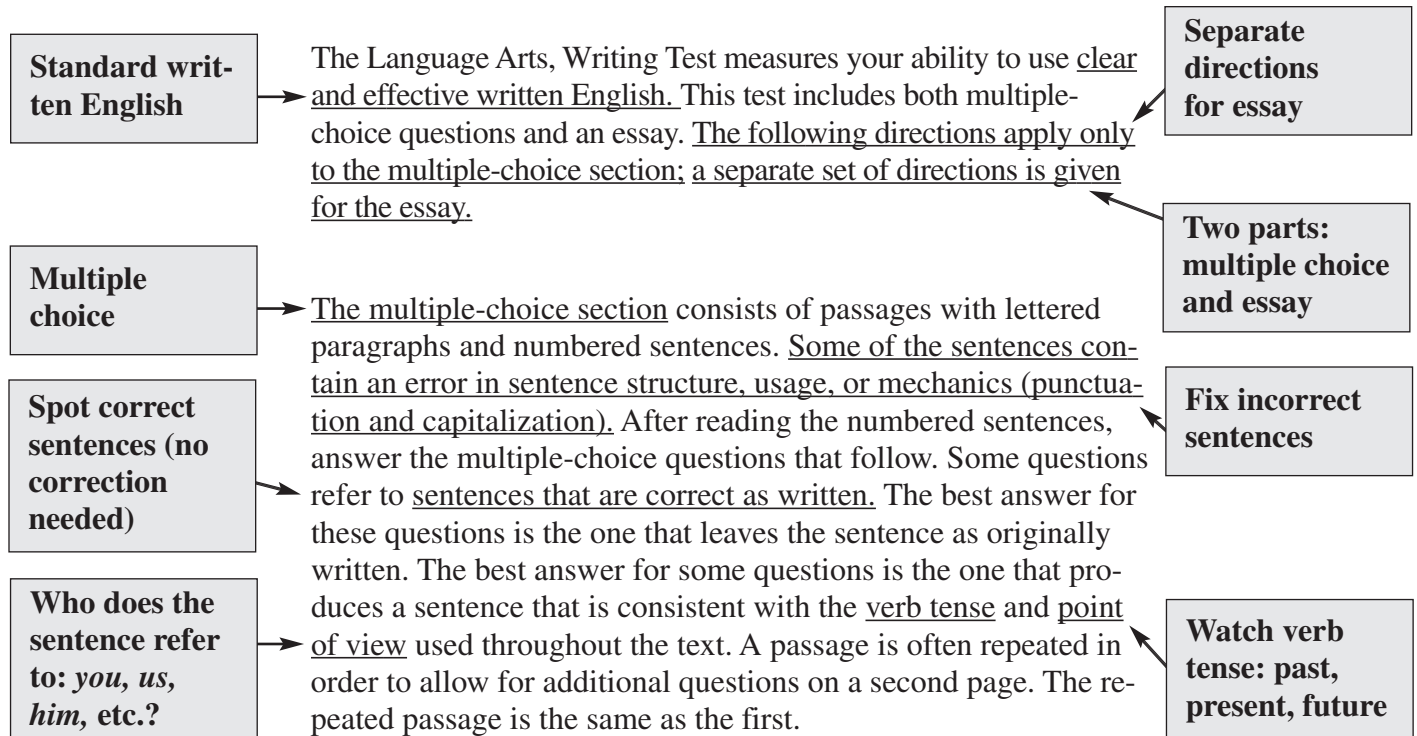 Standard writ-
ten English
The Language Arts, Writing Test measures your ability to use clear
and effective written English. This test includes both multiple-
choice questions and an essay. The following directions apply only
to the multiple-choice section; a separate set of directions is given
for the essay.
Separate
directions
for essay
Two parts:
multiple choice
and essay
Multiple
choice
The multiple-choice section consists of passages with lettered
paragraphs and numbered sentences. Some of the sentences con-
tain an error in sentence structure, usage, or mechanics (punctua-
tion and capitalization). After reading the numbered sentences,
answer the multiple-choice questions that follow. Some questions
refer to sentences that are correct as written. The best answer for
these questions is the one that leaves the sentence as originally
written. The best answer for some questions is the one that pro-
duces a sentence that is consistent with the verb tense and point
of view used throughout the text. A passage is often repeated in
order to allow for additional questions on a second page. The re-
peated passage is the same as the first.
Spot correct
sentences (no
correction
needed)
Fix incorrect
sentences
Who does the
sentence refer
to: you, us,
him, etc.?
Watch verb
tense: past,
present, future